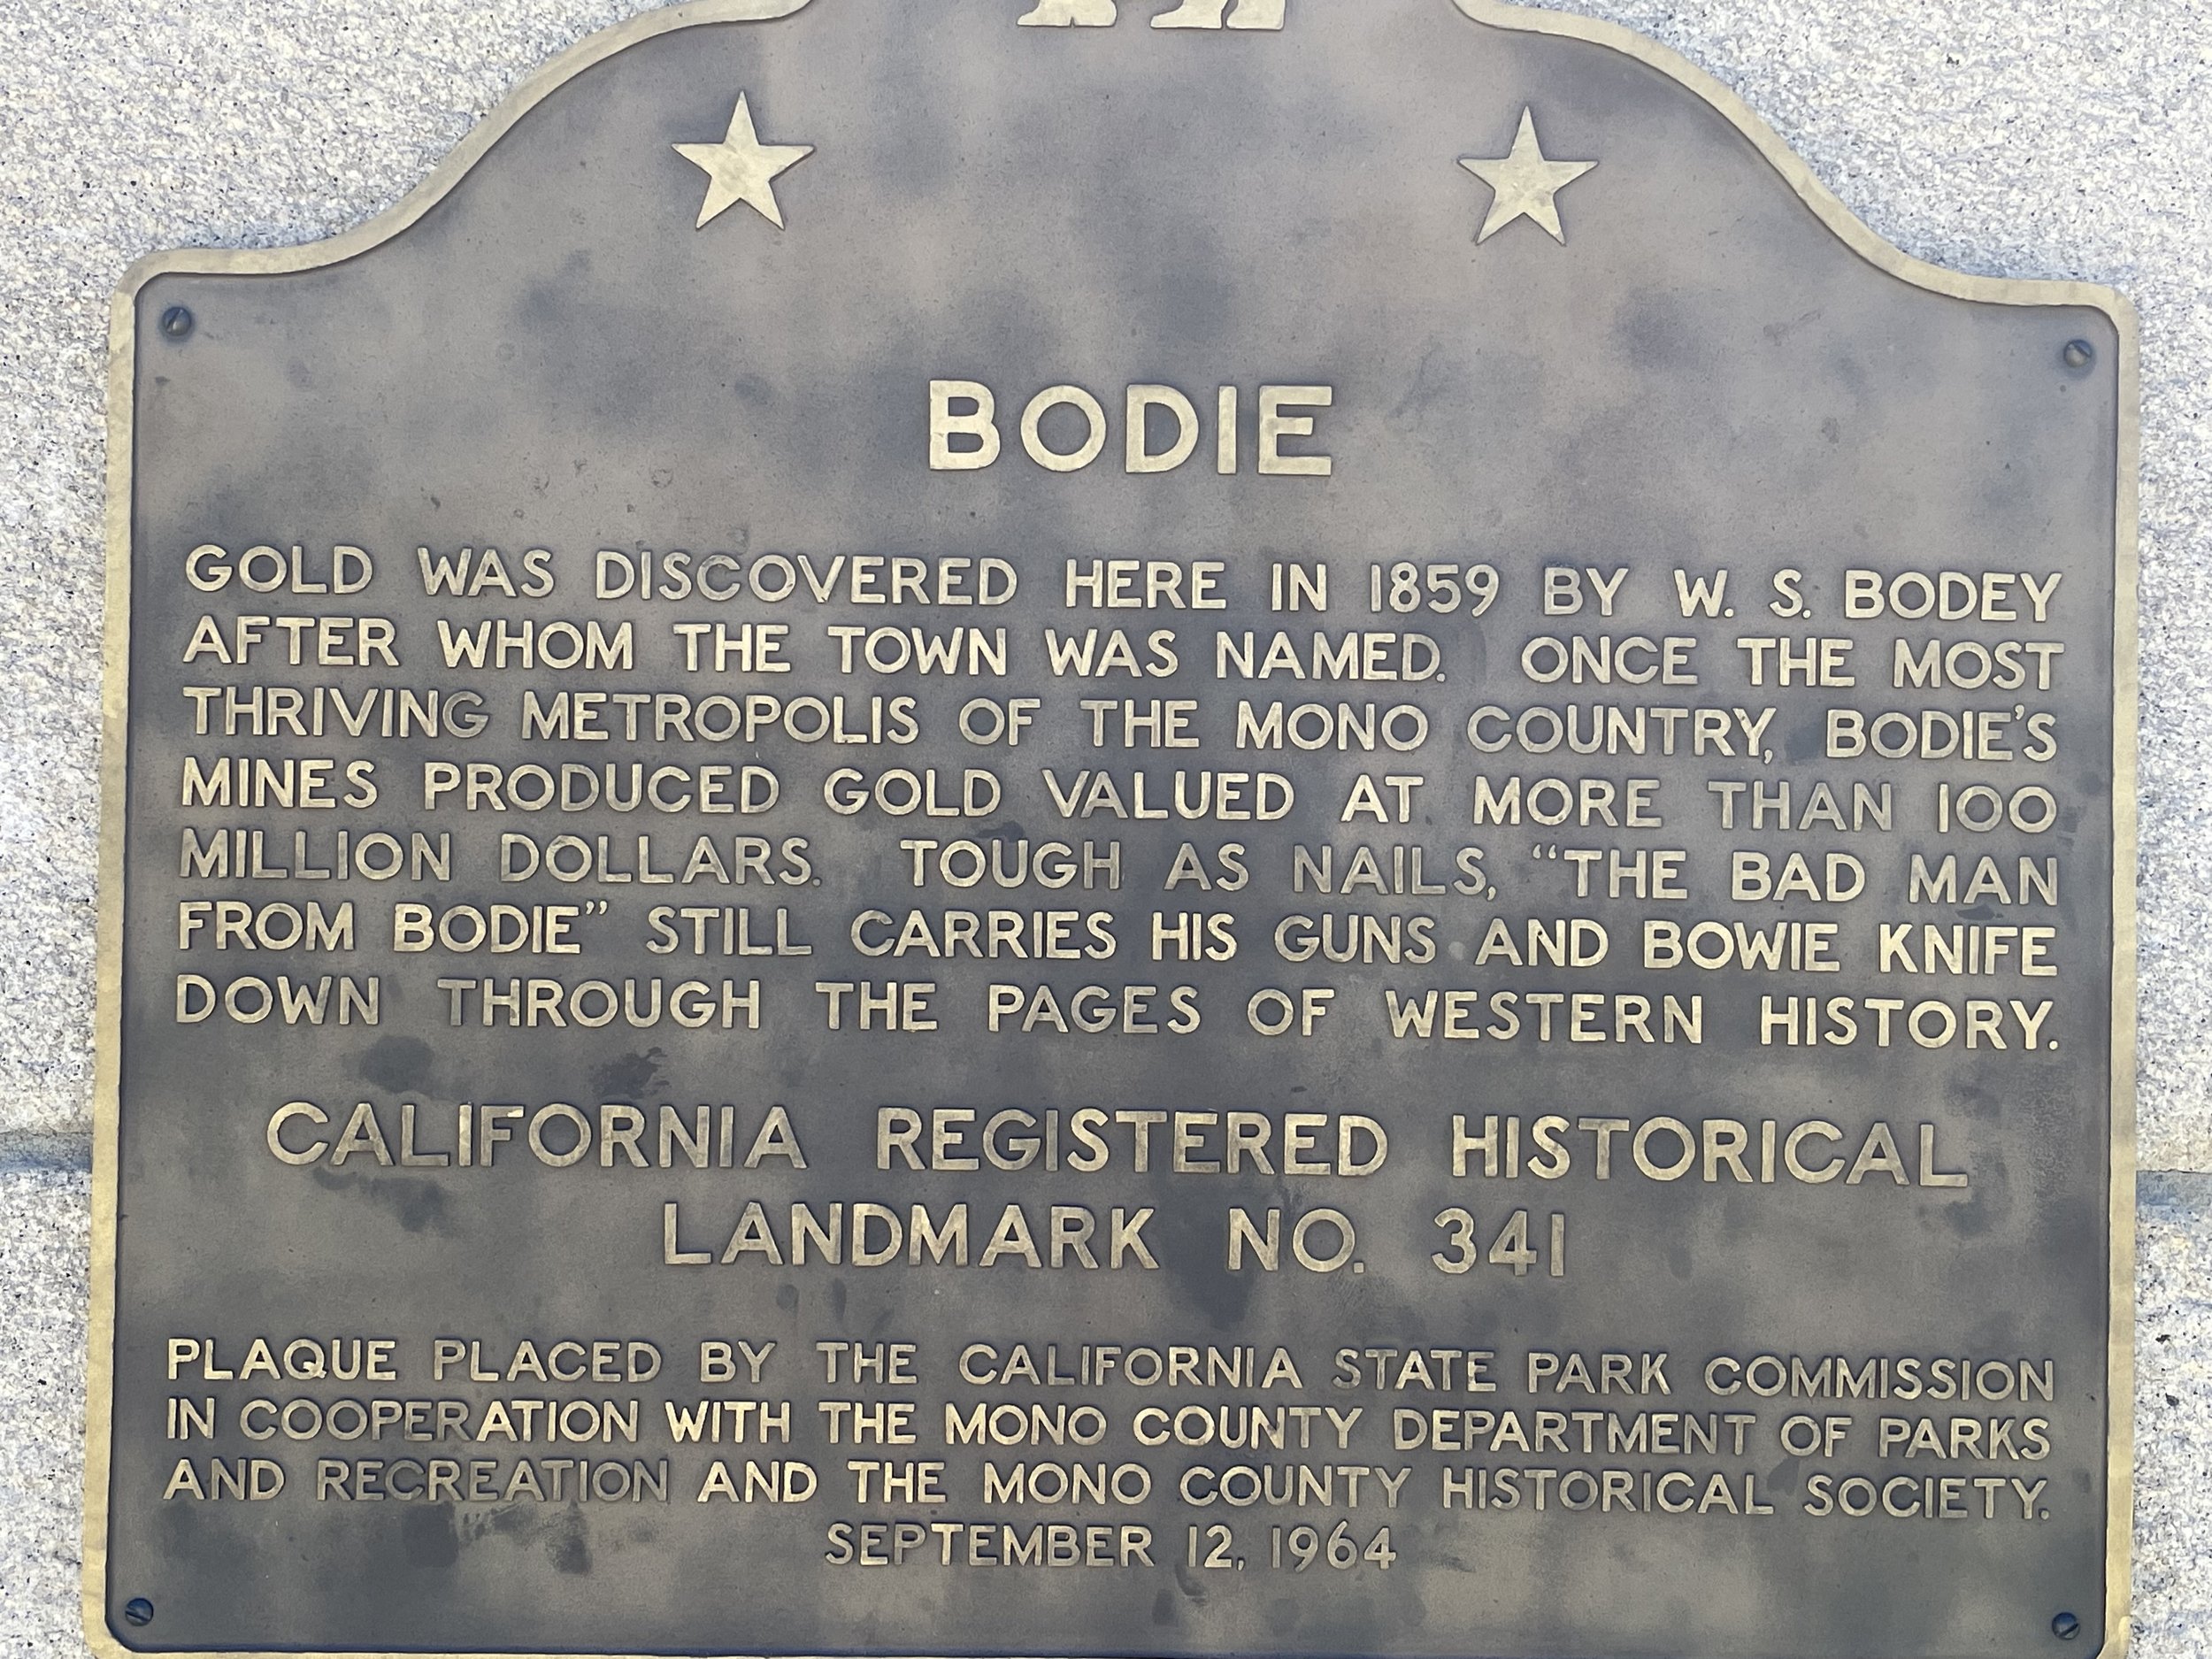 BODIE
GOLD WAS DISCOVERED HERE IN 1859 BY W. S. BODEY
AFTER WHOM THE TOWN WAS NAMED. ONCE THE MOST
THRIVING METROPOLIS OF THE MONO COUNTRY, BODIE'S
MINES PRODUCED GOLD VALUED AT MORE THAN 100
MILLION DOLLARS. TOUGH AS NAILS, “THE BAD MAN
FROM BODIE” STILL CARRIES HIS GUNS AND BOWIE KNIFE
DOWN THROUGH THE PAGES OF WESTERN HISTORY.
CALIFORNIA REGISTERED HISTORICAL
LANDMARK NO. 341
PLAQUE PLACED BY THE CALIFORNIA STATE PARK COMMISSION
IN COOPERATION WITH THE MONO COUNTY DEPARTMENT OF PARKS
AND RECREATION AND THE MONO COUNTY HISTORICAL SOCIETY.
SEPTEMBER 12, 1964